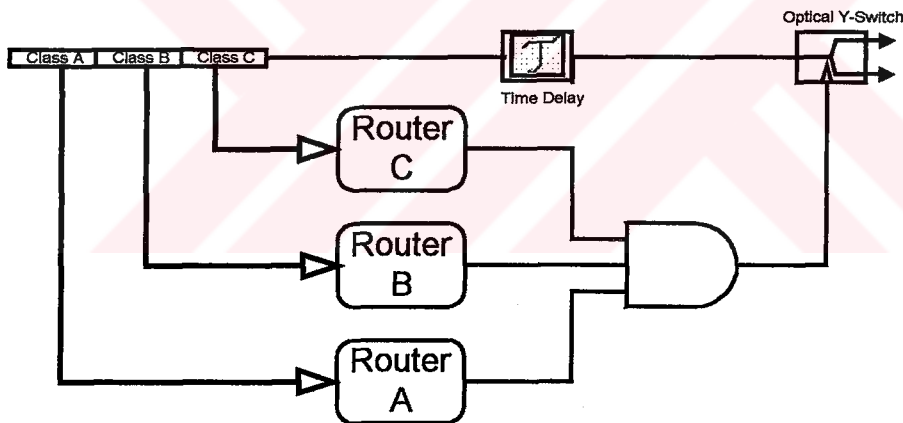 Optical Y-Switch
Class A Class B Class C
Time Delay
Router
C
Router
B
Router
A